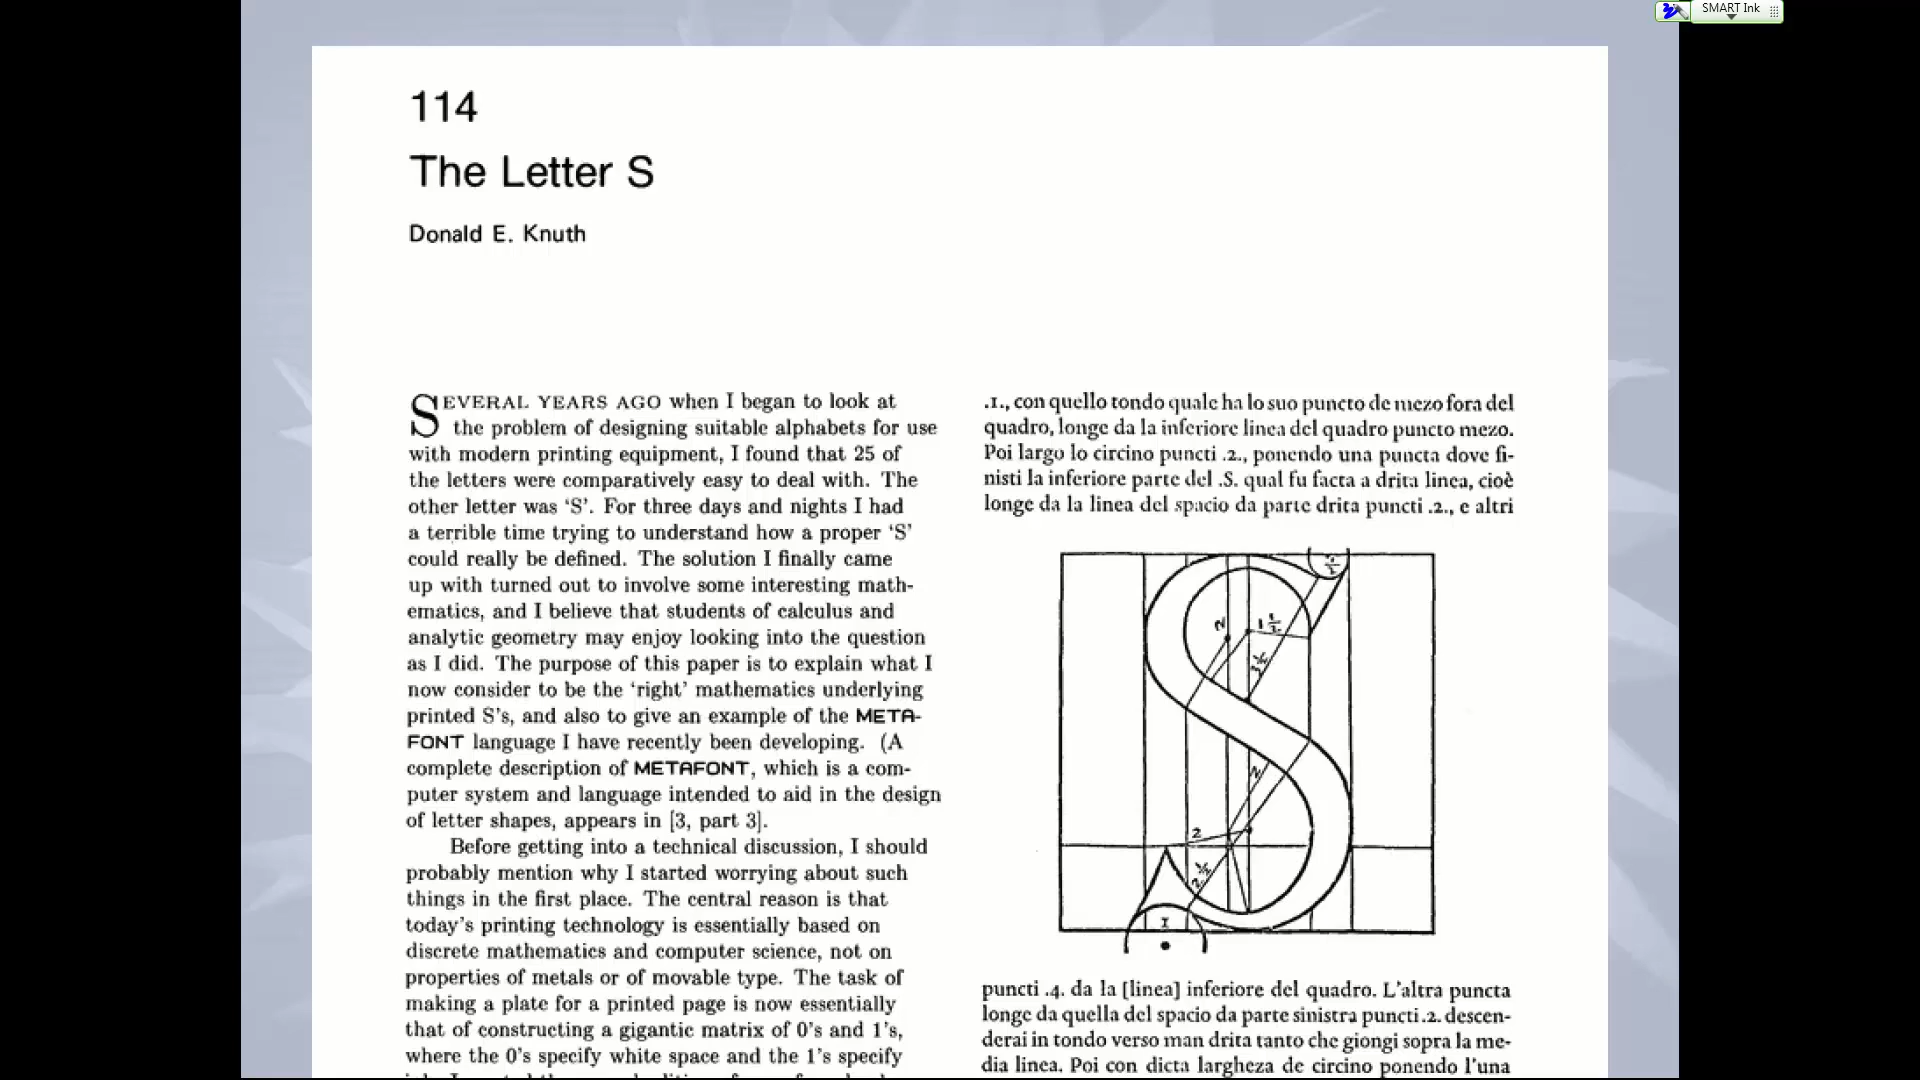 SMART Ink
114
The Letter S
Donald E. Knuth
SEVERAL YEARS AGO when I began to look at
the problem of designing suitable alphabets for use
with modern printing equipment, I found that 25 of
the letters were comparatively easy to deal with. The
other letter was ‘S’. For three days and nights I had
a terrible time trying to understand how a proper ‘S’
could really be defined. The solution I finally came
up with turned out to involve some interesting math-
ematics, and I believe that students of calculus and
analytic geometry may enjoy looking into the question
as I did. The purpose of this paper is to explain what I
now consider to be the ‘right’ mathematics underlying
printed S’s, and also to give an example of the META-
FONT language I have recently been developing. (A
complete description of METAFONT, which is a com-
puter system and language intended to aid in the design
of letter shapes, appears in [3, part 3].
Before getting into a technical discussion, I should
probably mention why I started worrying about such
things in the first place. The central reason is that
today’s printing technology is essentially based on
discrete mathematics and computer science, not on
properties of metals or of movable type. The task of
making a plate for a printed page is now essentially
that of constructing a gigantic matrix of 0’s and 1’s,
where the 0’s specify white space and the 1’s specify
.1., con quello tondo quale ha lo suo puncto de mezo fora del
quadro, longe da la inferiore linea del quadro puncto mezo.
Poi largo lo circino puncti .2., ponendo una puncta dove fi-
nisti la inferiore parte del .S. qual fu facta a drita linea, cioè
longe da la linea del spacio da parte drita puncti .2., e altri
2
1 1/2
3 1/2
2
2
2 1/2
1
puncti .4. da la [linea] inferiore del quadro. L’altra puncta
longe da quella del spacio da parte sinistra puncti .2. descen-
derai in tondo verso man drita tanto che giongi sopra la me-
dia linea. Poi con dicta largheza de circino ponendo l’una